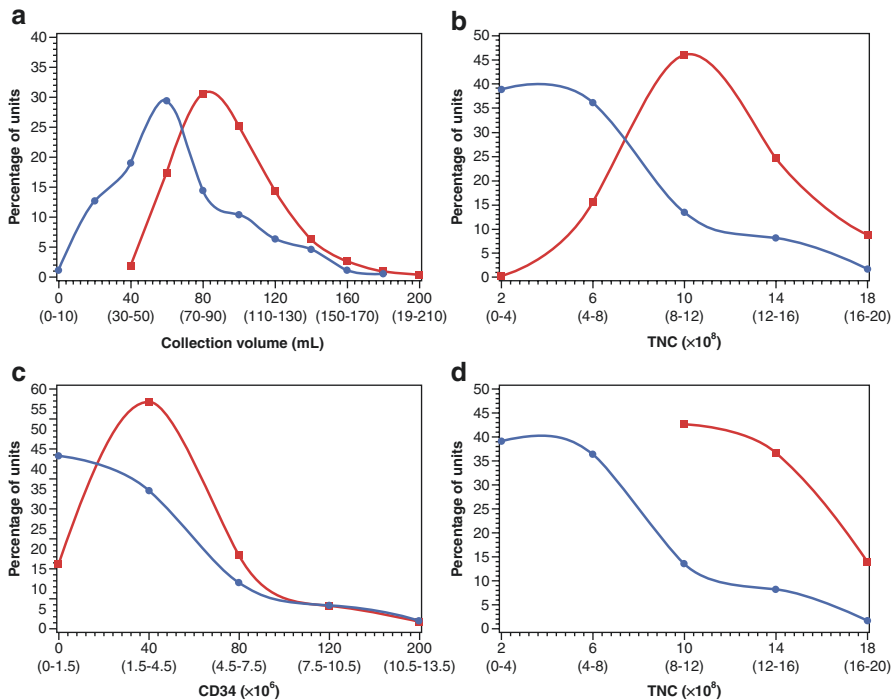 a
Percentage of units
40
35
30
25
20
15
10
5
0
0 40 80 120 160 200
(0-10) (30-50) (70-90) (110-130) (150-170) (19-210)
Collection volume (mL)
b
Percentage of units
50
45
40
35
30
25
20
15
10
5
0
2 6 10 14 18
(0-4) (4-8) (8-12) (12-16) (16-20)
TNC (×10⁸)
c
Percentage of units
60
55
50
45
40
35
30
25
20
15
10
5
0
0 40 80 120 200
(0-1.5) (1.5-4.5) (4.5-7.5) (7.5-10.5) (10.5-13.5)
CD34 (×10⁶)
d
Percentage of units
50
45
40
35
30
25
20
15
10
5
0
2 6 10 14 18
(0-4) (4-8) (8-12) (12-16) (16-20)
TNC (×10⁸)